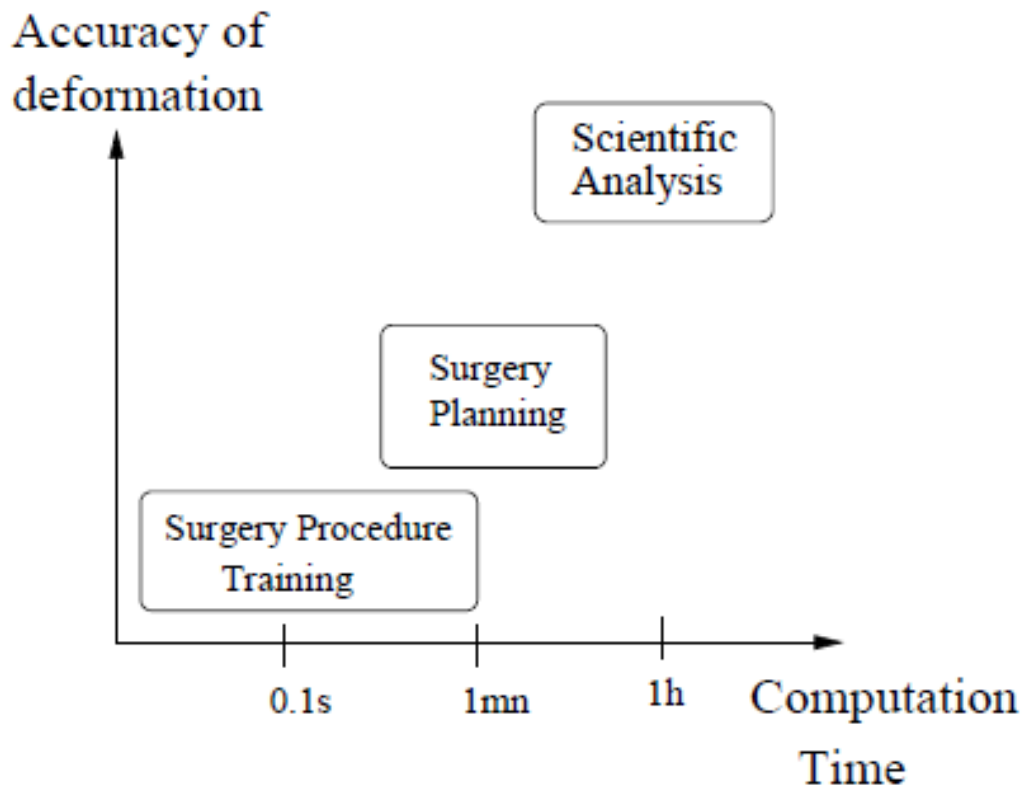 Accuracy of
deformation
Scientific
Analysis
Surgery
Planning
Surgery Procedure
Training
0.1s
1mn
1h
Computation
Time